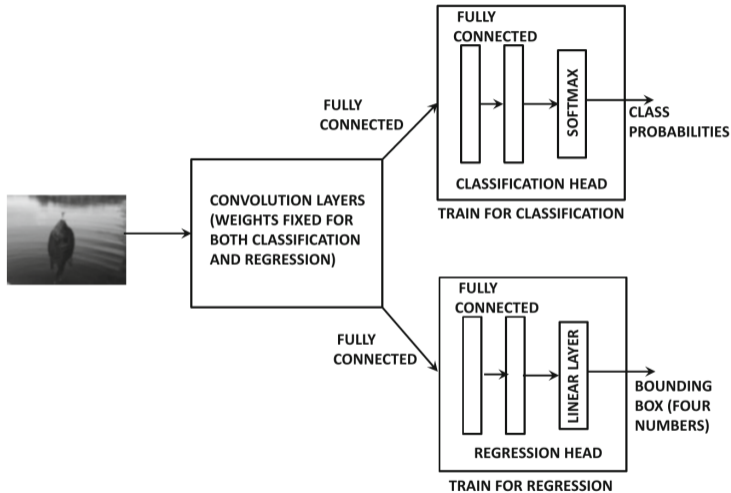 FULLY
CONNECTED
SOFTMAX
CLASSIFICATION HEAD
TRAIN FOR CLASSIFICATION
CLASS
PROBABILITIES
FULLY
CONNECTED
CONVOLUTION LAYERS
(WEIGHTS FIXED FOR
BOTH CLASSIFICATION
AND REGRESSION)
FULLY
CONNECTED
FULLY
CONNECTED
LINEAR LAYER
REGRESSION HEAD
TRAIN FOR REGRESSION
BOUNDING
BOX (FOUR
NUMBERS)